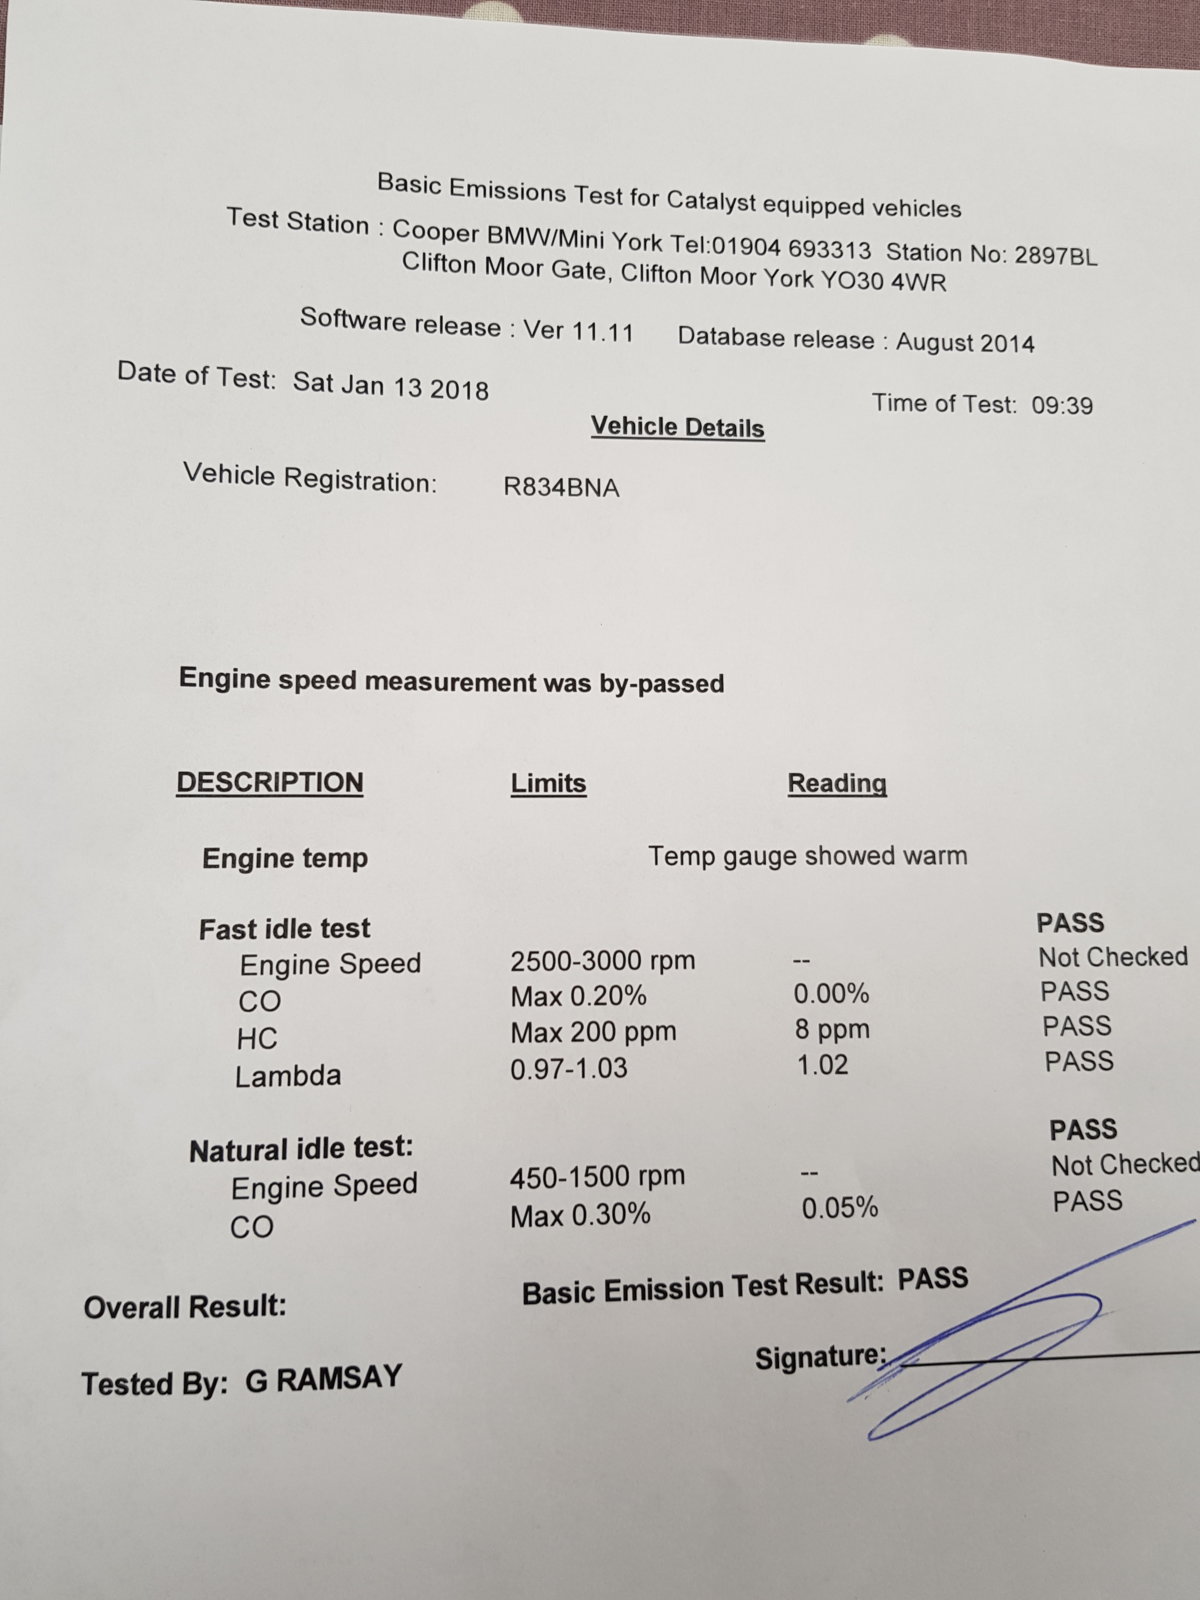 Basic Emissions Test for Catalyst equipped vehicles
Test Station : Cooper BMW/Mini York Tel:01904 693313 Station No: 2897BL
Clifton Moor Gate, Clifton Moor York YO30 4WR
Software release : Ver 11.11 Database release : August 2014
Date of Test: Sat Jan 13 2018 Time of Test: 09:39
Vehicle Details
Vehicle Registration: R834BNA
Engine speed measurement was by-passed
DESCRIPTION Limits Reading
Engine temp Temp gauge showed warm
Fast idle test PASS
Engine Speed 2500-3000 rpm -- Not Checked
CO Max 0.20% 0.00% PASS
HC Max 200 ppm 8 ppm PASS
Lambda 0.97-1.03 1.02 PASS
Natural idle test: PASS
Engine Speed 450-1500 rpm -- Not Checked
CO Max 0.30% 0.05% PASS
Overall Result: Basic Emission Test Result: PASS
Tested By: G RAMSAY Signature: